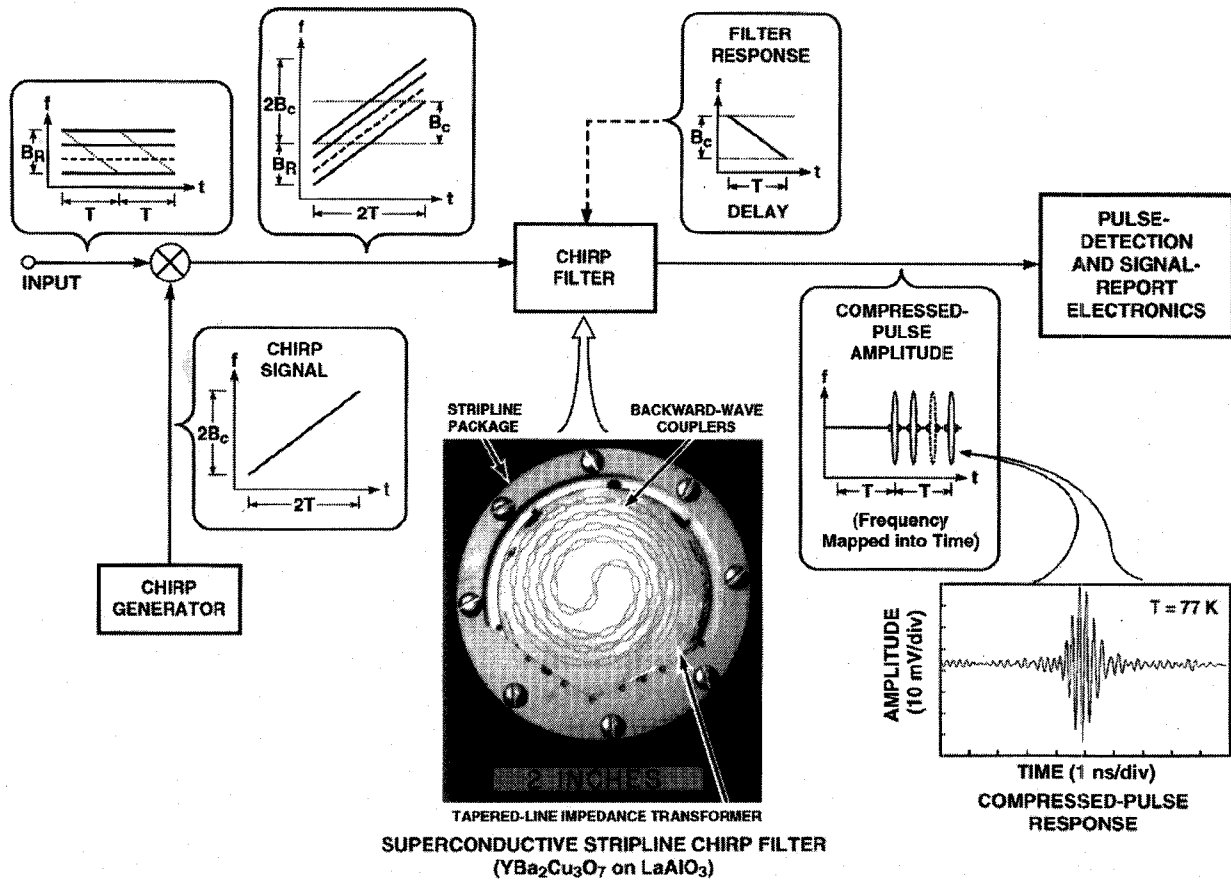 f
B_R
t
T
T
f
2B_c
B_R
B_c
2T
t
FILTER
RESPONSE
f
B_c
T
t
DELAY
INPUT
CHIRP
FILTER
PULSE-
DETECTION
AND SIGNAL-
REPORT
ELECTRONICS
CHIRP
SIGNAL
f
2B_c
2T
t
CHIRP
GENERATOR
STRIPLINE
PACKAGE
BACKWARD-WAVE
COUPLERS
2 INCHES
TAPERED-LINE IMPEDANCE TRANSFORMER
SUPERCONDUCTIVE STRIPLINE CHIRP FILTER
(YBa₂Cu₃O₇ on LaAlO₃)
COMPRESSED-
PULSE
AMPLITUDE
f
t
T
T
(Frequency
Mapped into Time)
T = 77 K
AMPLITUDE
(10 mV/div)
TIME (1 ns/div)
COMPRESSED-PULSE
RESPONSE